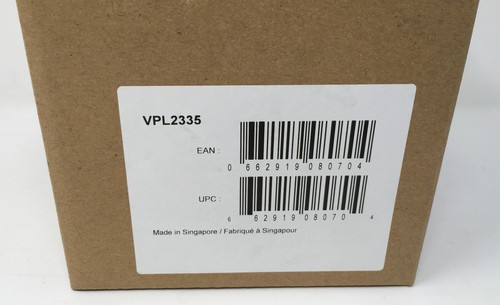 VPL2335
EAN :
0 662919 080704
UPC :
6 62919 08070 4
Made in Singapore / Fabriqué à Singapour